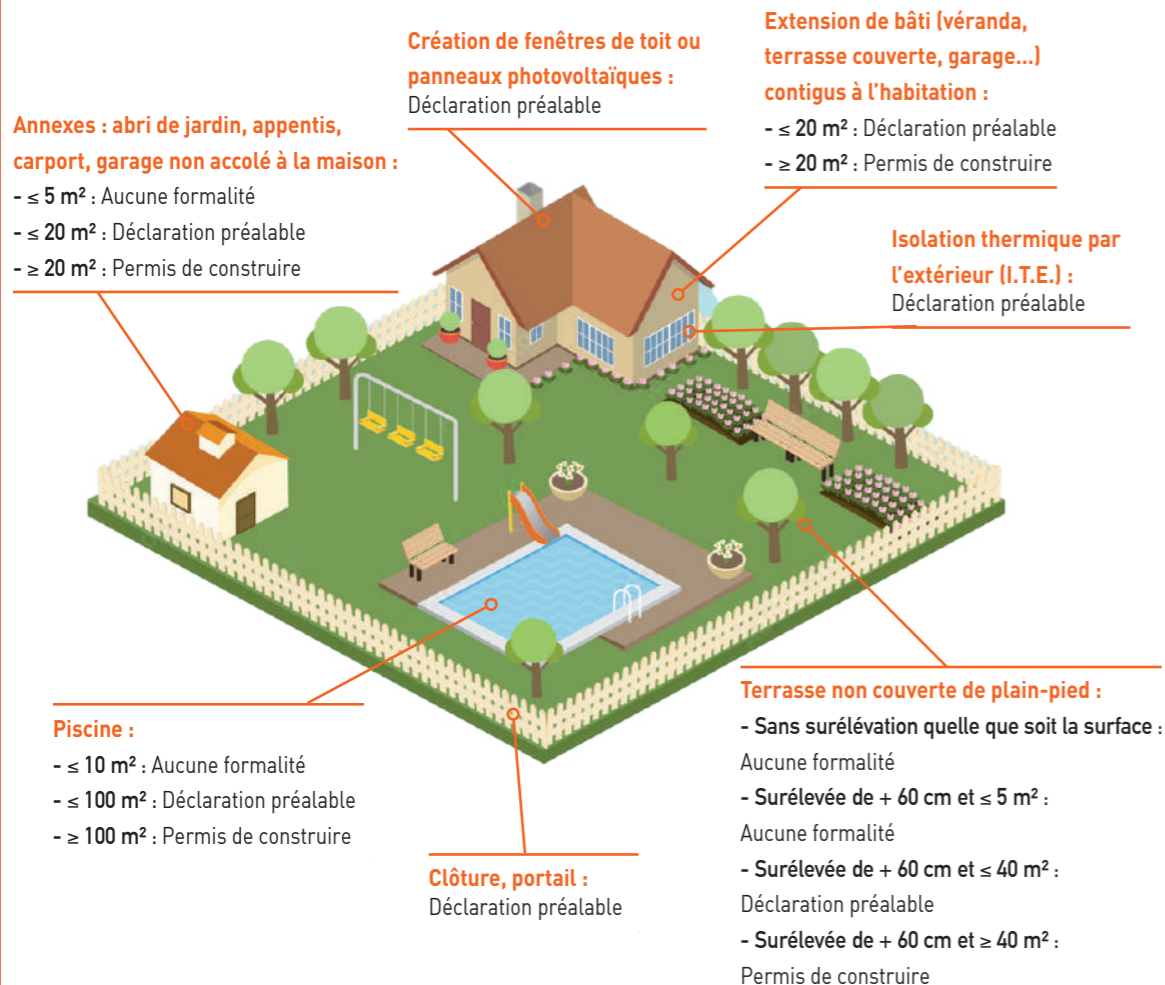 Création de fenêtres de toit ou
panneaux photovoltaïques :
Déclaration préalable
Extension de bâti (véranda,
terrasse couverte, garage...)
contigus à l'habitation :
- ≤ 20 m² : Déclaration préalable
- ≥ 20 m² : Permis de construire
Annexes : abri de jardin, appentis,
carport, garage non accolé à la maison :
- ≤ 5 m² : Aucune formalité
- ≤ 20 m² : Déclaration préalable
- ≥ 20 m² : Permis de construire
Isolation thermique par
l'extérieur (I.T.E.) :
Déclaration préalable
Piscine :
- ≤ 10 m² : Aucune formalité
- ≤ 100 m² : Déclaration préalable
- ≥ 100 m² : Permis de construire
Clôture, portail :
Déclaration préalable
Terrasse non couverte de plain-pied :
- Sans surélévation quelle que soit la surface :
Aucune formalité
- Surélevée de + 60 cm et ≤ 5 m² :
Aucune formalité
- Surélevée de + 60 cm et ≤ 40 m² :
Déclaration préalable
- Surélevée de + 60 cm et ≥ 40 m² :
Permis de construire